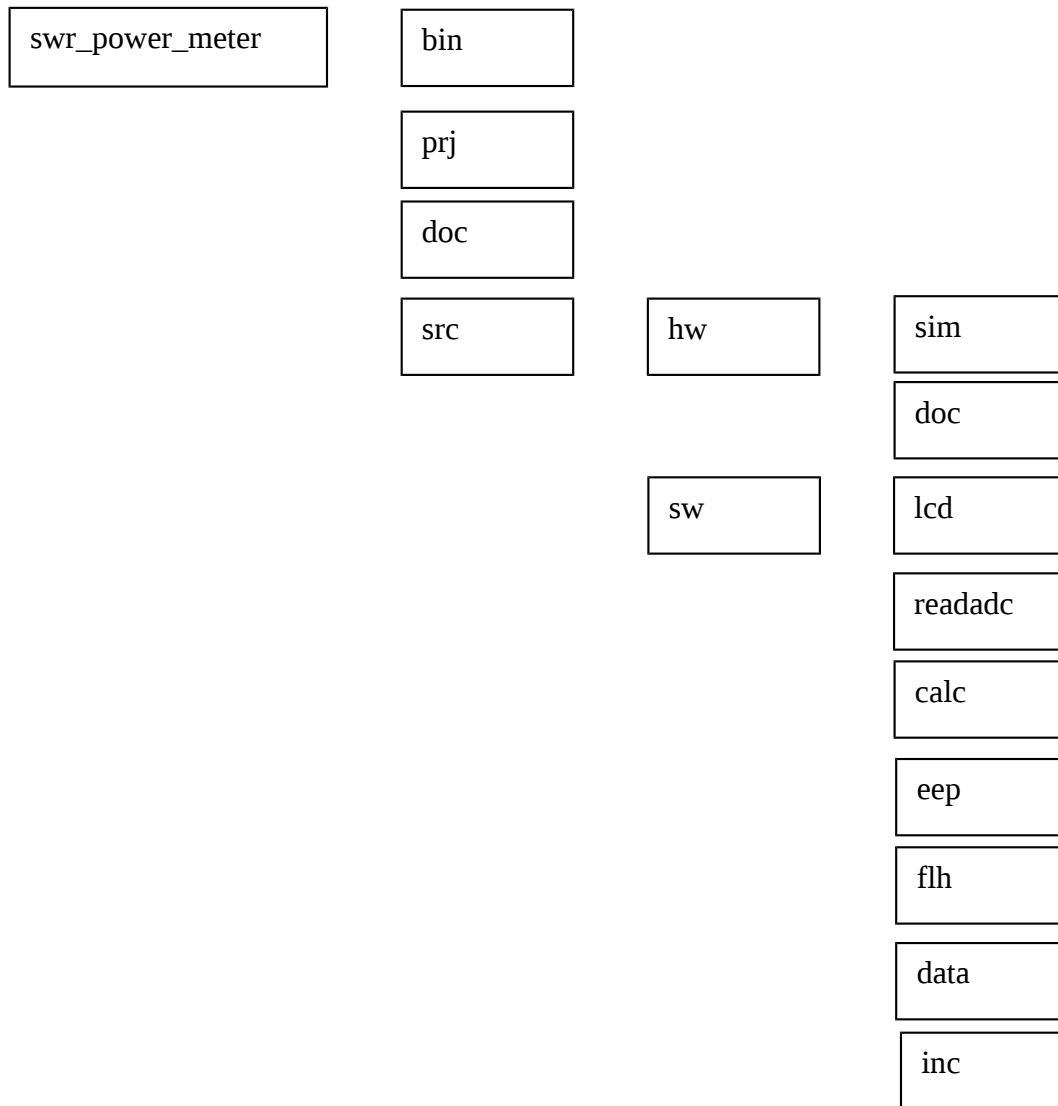 swr_power_meter
bin
prj
doc
src
hw
sim
doc
sw
lcd
readadc
calc
eep
flh
data
inc